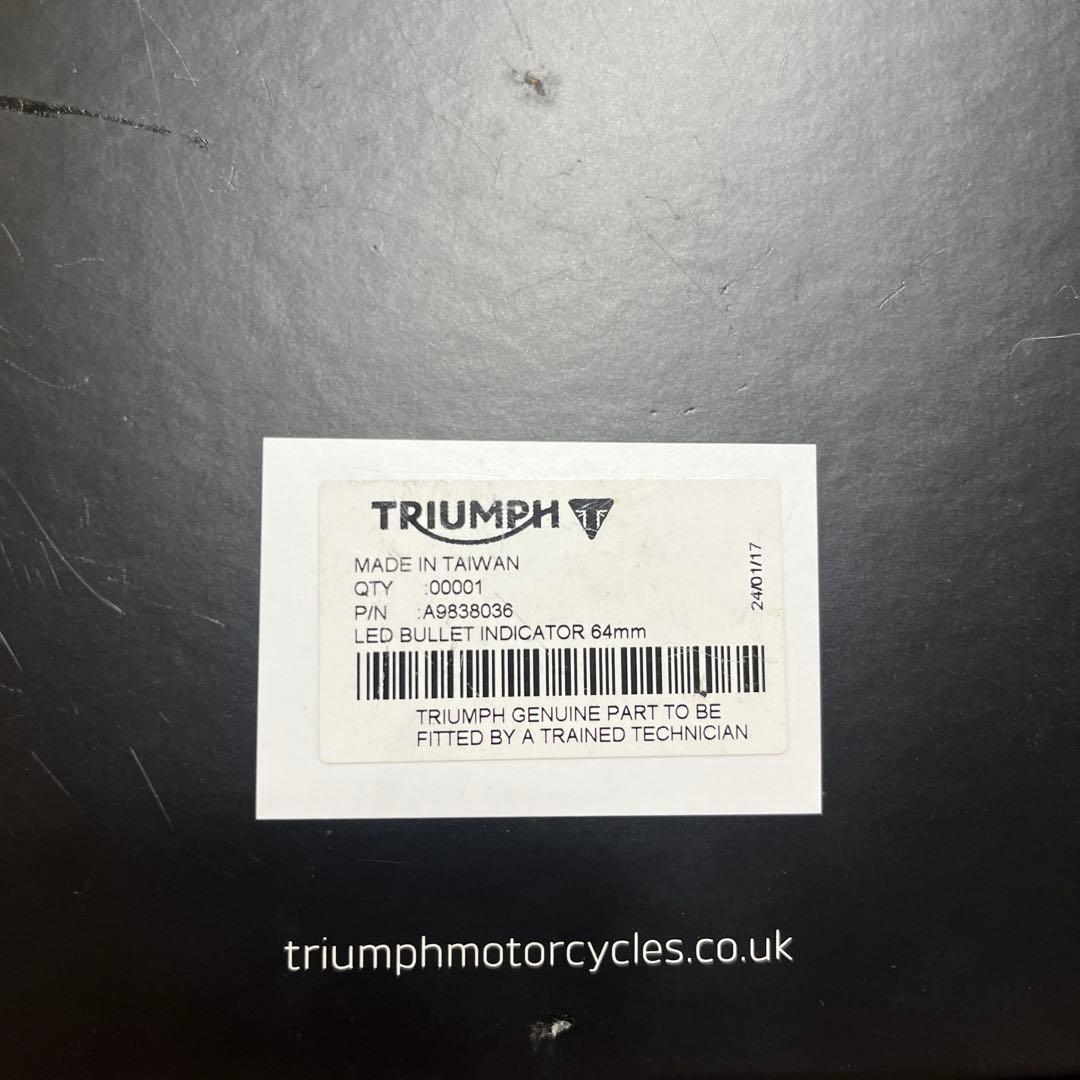 TRIUMPH
MADE IN TAIWAN
QTY :00001
P/N :A9838036
LED BULLET INDICATOR 64mm
24/01/17
TRIUMPH GENUINE PART TO BE
FITTED BY A TRAINED TECHNICIAN
triumphmotorcycles.co.uk